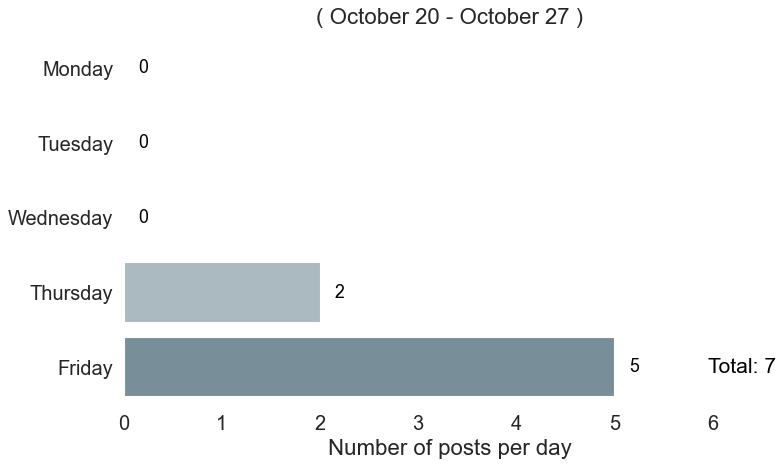 ( October 20 - October 27 )
Monday 0
Tuesday 0
Wednesday 0
Thursday 2
Friday 5 Total: 7
0 1 2 3 4 5 6
Number of posts per day